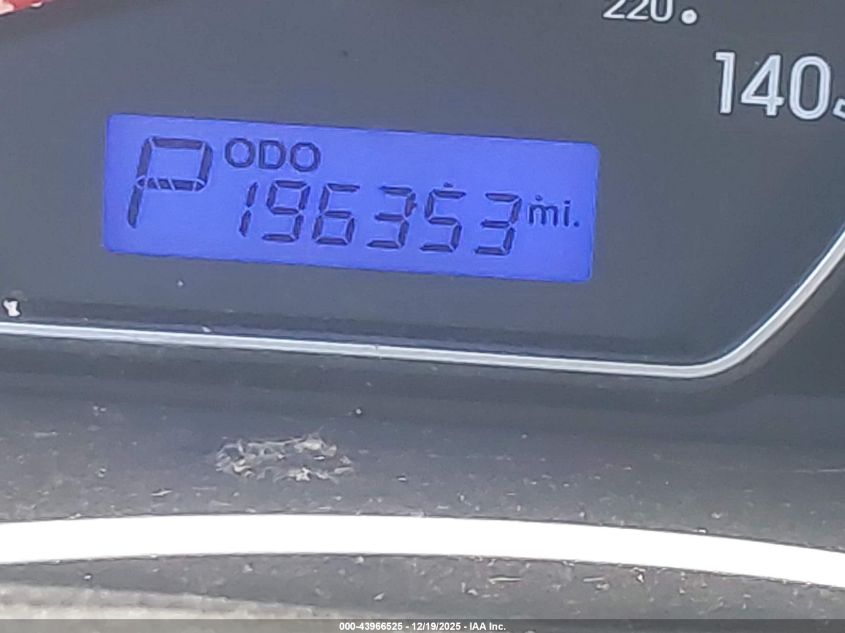 220
140
P ODO
196353 mi.
000-43966525 - 12/19/2025 - IAA Inc.